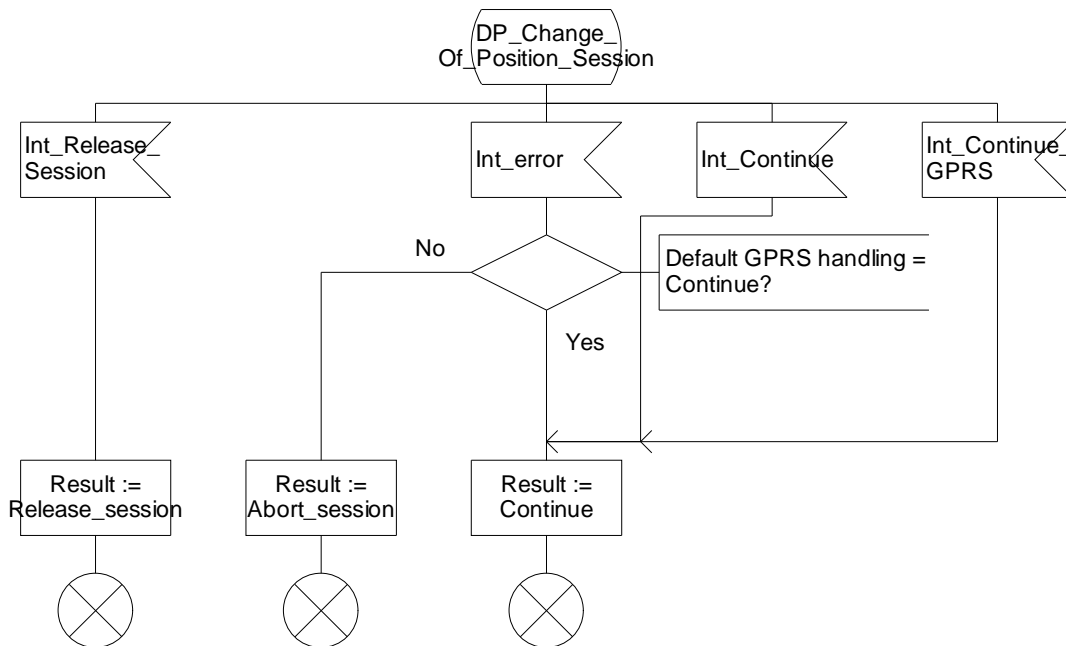 DP_Change_
Of_Position_Session
Int_Release_
Session
Int_error
Int_Continue
Int_Continue_
GPRS
No
Default GPRS handling =
Continue?
Yes
Result :=
Release_session
Result :=
Abort_session
Result :=
Continue